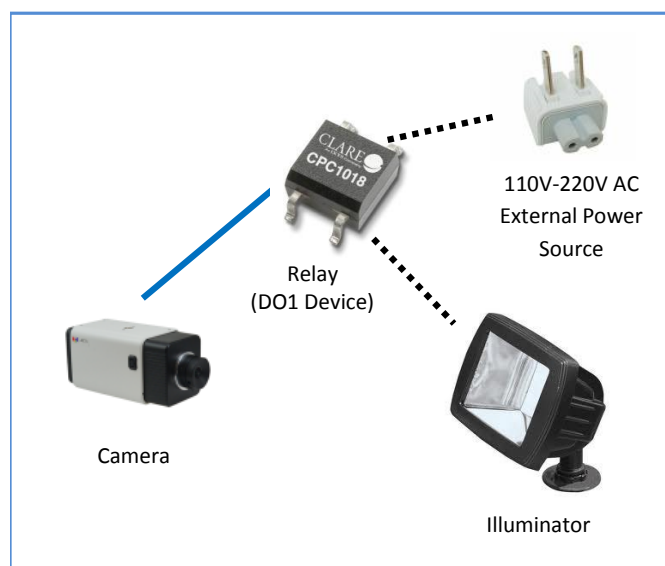 CLARE
CPC1018
110V-220V AC
External Power
Source
Relay
(DO1 Device)
Camera
Illuminator